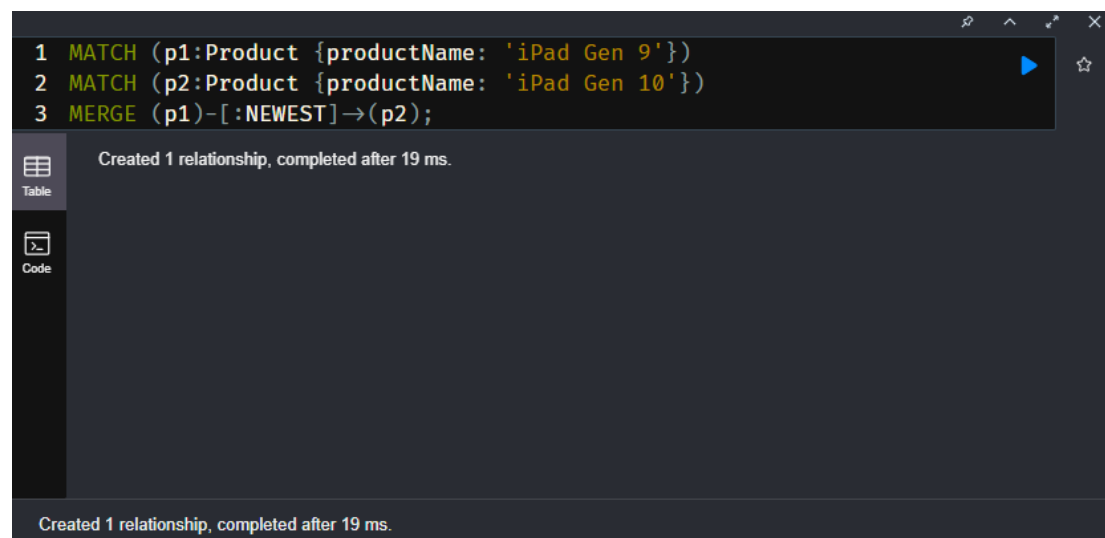 1 MATCH (p1:Product {productName: 'iPad Gen 9'})
2 MATCH (p2:Product {productName: 'iPad Gen 10'})
3 MERGE (p1)-[:NEWEST]→(p2);
Created 1 relationship, completed after 19 ms.
Table
Code
Created 1 relationship, completed after 19 ms.